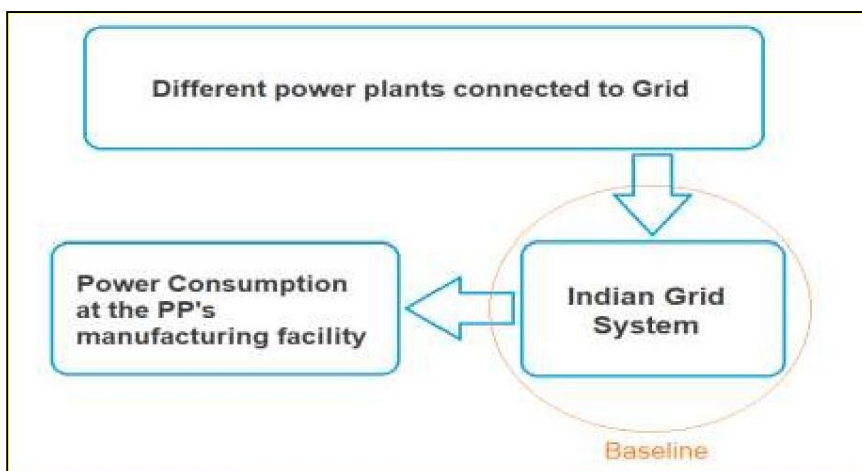 Different power plants connected to Grid
Power Consumption
at the PP's
manufacturing facility
Indian Grid
System
Baseline